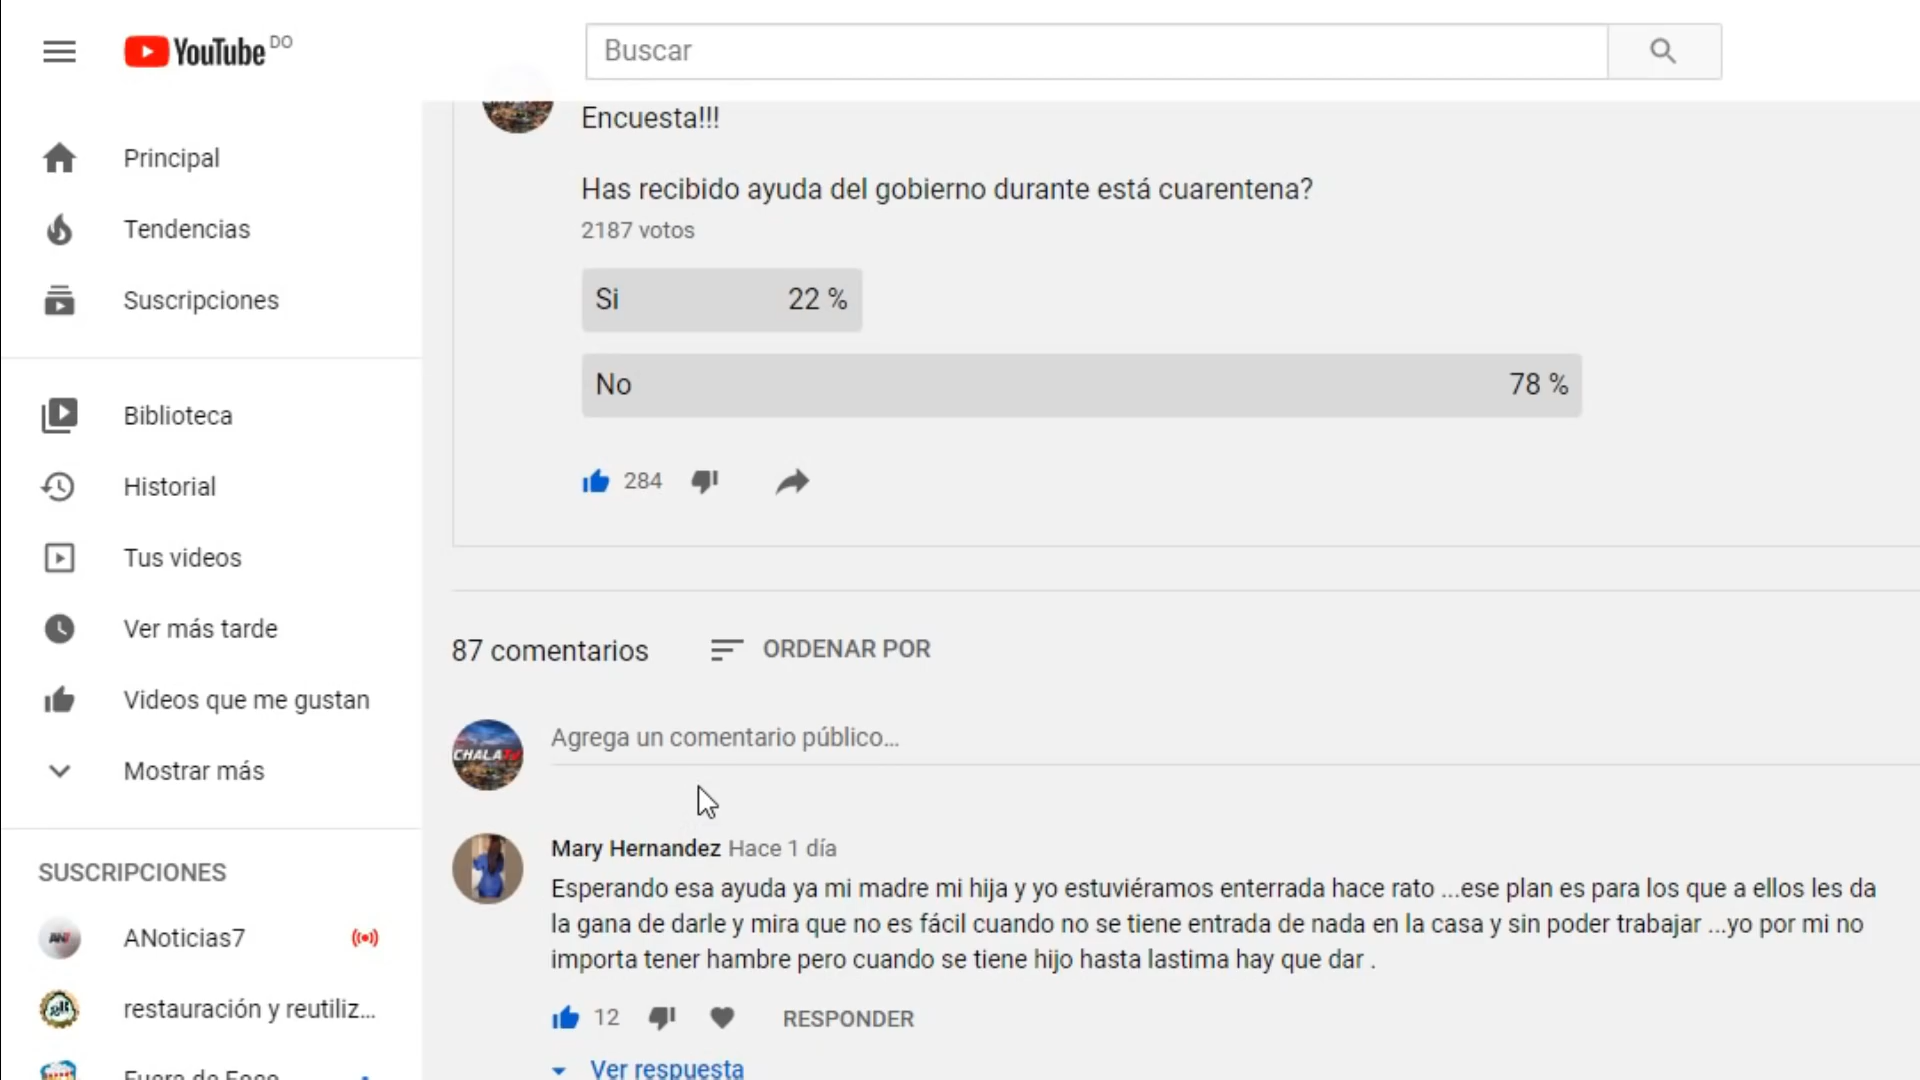 YouTube DO
Buscar
Principal
Tendencias
Suscripciones
Biblioteca
Historial
Tus videos
Ver más tarde
Videos que me gustan
Mostrar más
SUSCRIPCIONES
ANoticias7
restauración y reutiliz...
Fuera de Foco
Encuesta!!!
Has recibido ayuda del gobierno durante está cuarentena?
2187 votos
Si 22 %
No 78 %
284
87 comentarios ORDENAR POR
CHALATV
Agrega un comentario público...
Mary Hernandez Hace 1 día
Esperando esa ayuda ya mi madre mi hija y yo estuviéramos enterrada hace rato ...ese plan es para los que a ellos les da
la gana de darle y mira que no es fácil cuando no se tiene entrada de nada en la casa y sin poder trabajar ...yo por mi no
importa tener hambre pero cuando se tiene hijo hasta lastima hay que dar .
12 RESPONDER
Ver respuesta